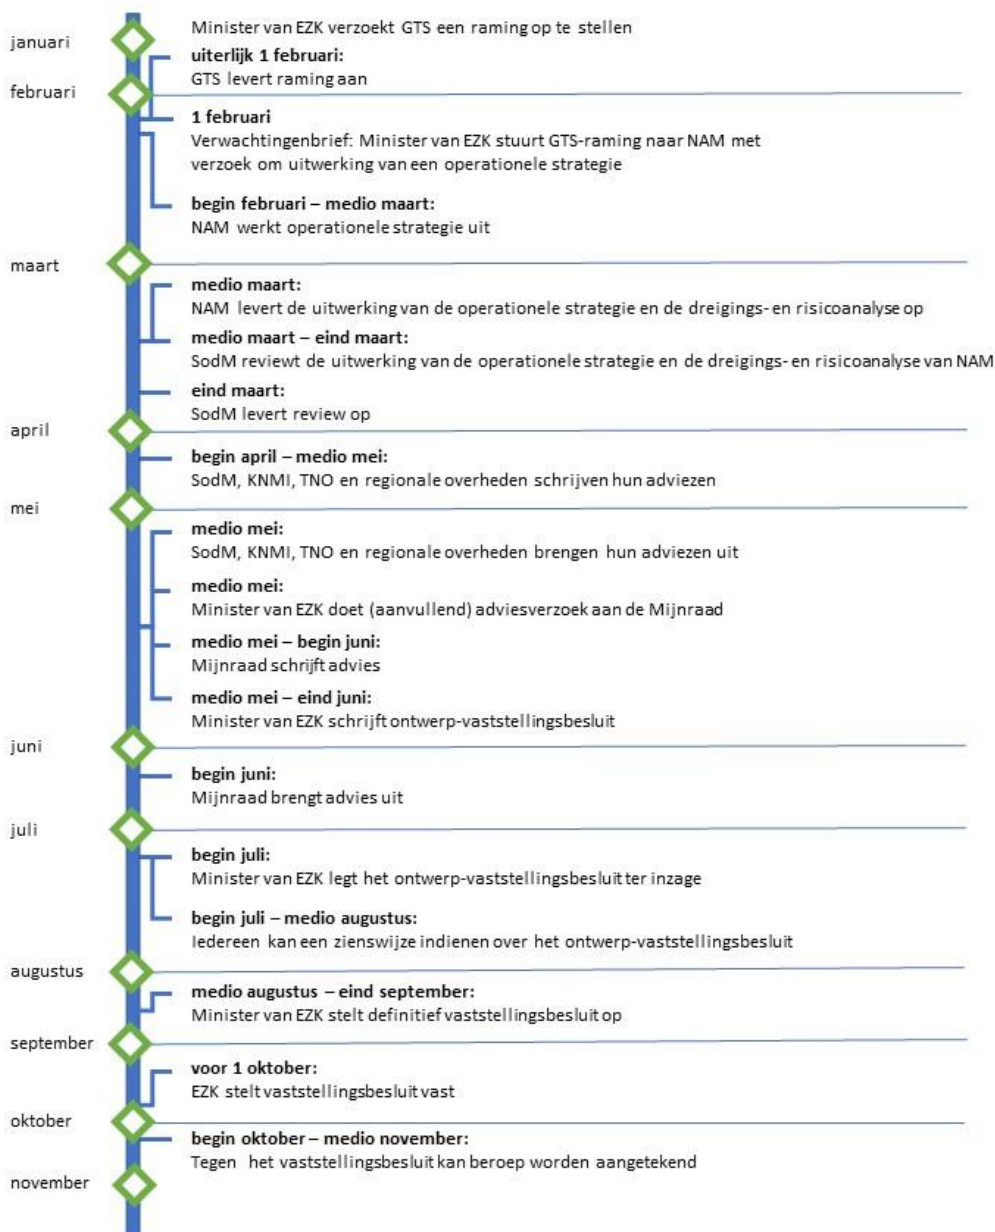 Minister van EZK verzoekt GTS een raming op te stellen
januari
uiterlijk 1 februari:
GTS levert raming aan
februari
1 februari
Verwachtingenbrief: Minister van EZK stuurt GTS-raming naar NAM met
verzoek om uitwerking van een operationele strategie
begin februari – medio maart:
NAM werkt operationele strategie uit
maart
medio maart:
NAM levert de uitwerking van de operationele strategie en de dreigings- en risicoanalyse op
medio maart – eind maart:
SodM reviewt de uitwerking van de operationele strategie en de dreigings- en risicoanalyse van NAM
eind maart:
SodM levert review op
april
begin april – medio mei:
SodM, KNMI, TNO en regionale overheden schrijven hun adviezen
mei
medio mei:
SodM, KNMI, TNO en regionale overheden brengen hun adviezen uit
medio mei:
Minister van EZK doet (aanvullend) adviesverzoek aan de Mijnraad
medio mei – begin juni:
Mijnraad schrijft advies
medio mei – eind juni:
Minister van EZK schrijft ontwerp-vaststellingsbesluit
juni
begin juni:
Mijnraad brengt advies uit
juli
begin juli:
Minister van EZK legt het ontwerp-vaststellingsbesluit ter inzage
begin juli – medio augustus:
Iedereen kan een zienswijze indienen over het ontwerp-vaststellingsbesluit
augustus
medio augustus – eind september:
Minister van EZK stelt definitief vaststellingsbesluit op
september
voor 1 oktober:
EZK stelt vaststellingsbesluit vast
oktober
begin oktober – medio november:
Tegen het vaststellingsbesluit kan beroep worden aangetekend
november